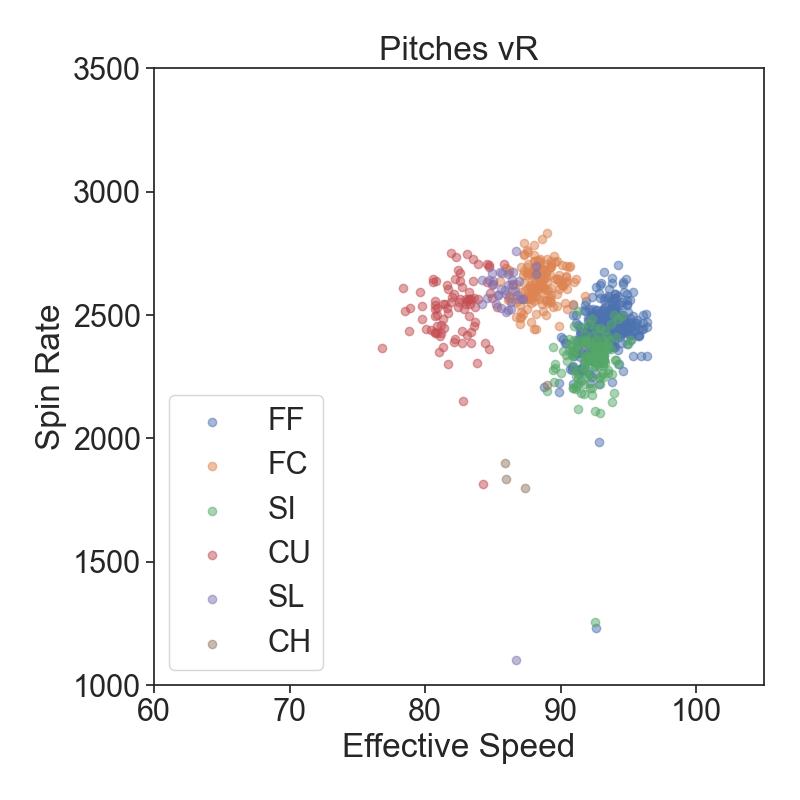 Pitches vR
3500
3000
2500
2000
1500
1000
Spin Rate
FF
FC
SI
CU
SL
CH
60
70
80
90
100
Effective Speed